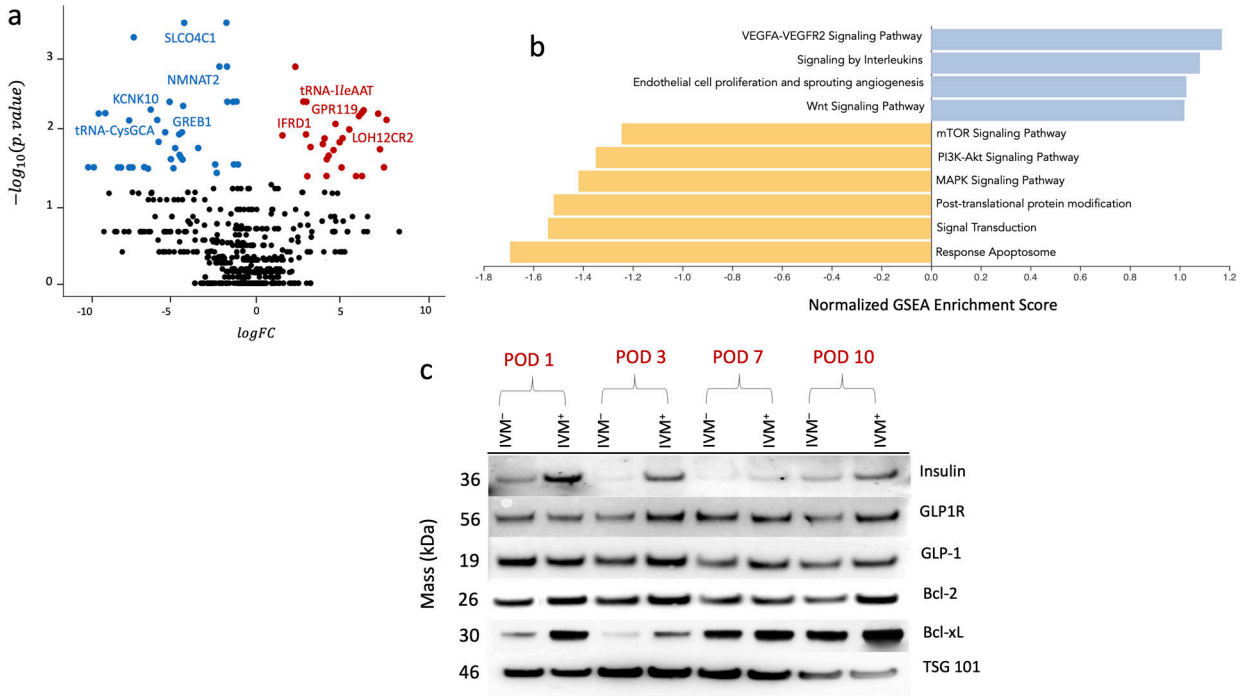 a
SLCO4C1
NMNAT2
KCNK10
tRNA-CysGCA
GREB1
tRNA-IleAAT
GPR119
IFRD1
LOH12CR2
−log₁₀(p. value)
3
2
1
0
-10
-5
0
5
10
logFC
b
VEGFA-VEGFR2 Signaling Pathway
Signaling by Interleukins
Endothelial cell proliferation and sprouting angiogenesis
Wnt Signaling Pathway
mTOR Signaling Pathway
PI3K-Akt Signaling Pathway
MAPK Signaling Pathway
Post-translational protein modification
Signal Transduction
Response Apoptosome
-1.8 -1.6 -1.4 -1.2 -1.0 -0.8 -0.6 -0.4 -0.2 0.0 0.2 0.4 0.6 0.8 1.0 1.2
Normalized GSEA Enrichment Score
c
POD 1 POD 3 POD 7 POD 10
IVM⁻ IVM⁺ IVM⁻ IVM⁺ IVM⁻ IVM⁺ IVM⁻ IVM⁺
Mass (kDa)
36 Insulin
56 GLP1R
19 GLP-1
26 Bcl-2
30 Bcl-xL
46 TSG 101